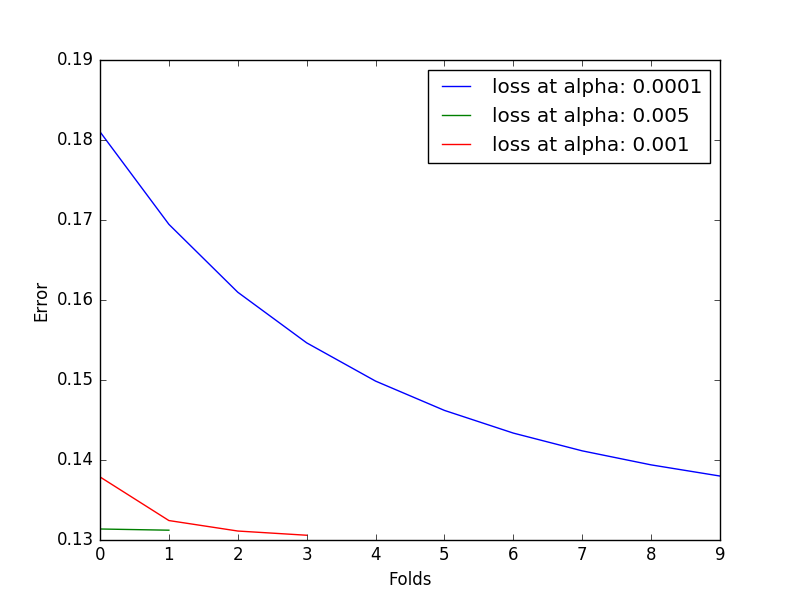 0.19
0.18
0.17
0.16
0.15
0.14
0.13
Error
loss at alpha: 0.0001
loss at alpha: 0.005
loss at alpha: 0.001
0 1 2 3 4 5 6 7 8 9
Folds